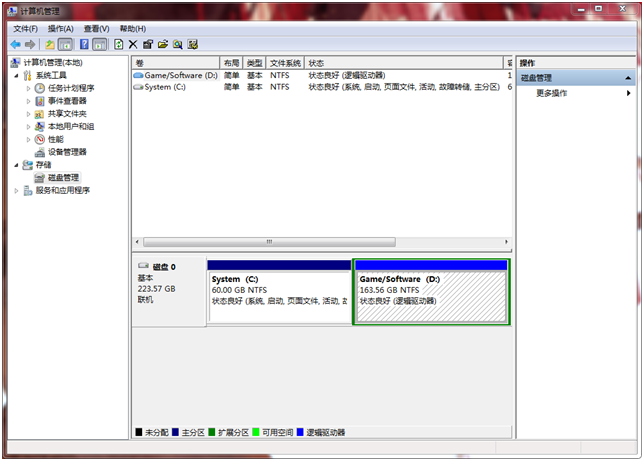 计算机管理
文件(F) 操作(A) 查看(V) 帮助(H)
计算机管理(本地)
系统工具
任务计划程序
事件查看器
共享文件夹
本地用户和组
性能
设备管理器
存储
磁盘管理
服务和应用程序
卷 布局 类型 文件系统 状态
Game/Software (D:) 简单 基本 NTFS 状态良好 (逻辑驱动器) 1
System (C:) 简单 基本 NTFS 状态良好 (系统, 启动, 页面文件, 活动, 故障转储, 主分区) 6
操作
磁盘管理
更多操作
磁盘 0
基本
223.57 GB
联机
System (C:)
60.00 GB NTFS
状态良好 (系统, 启动, 页面文件, 活动,
Game/Software (D:)
163.56 GB NTFS
状态良好 (逻辑驱动器)
未分配 主分区 扩展分区 可用空间 逻辑驱动器